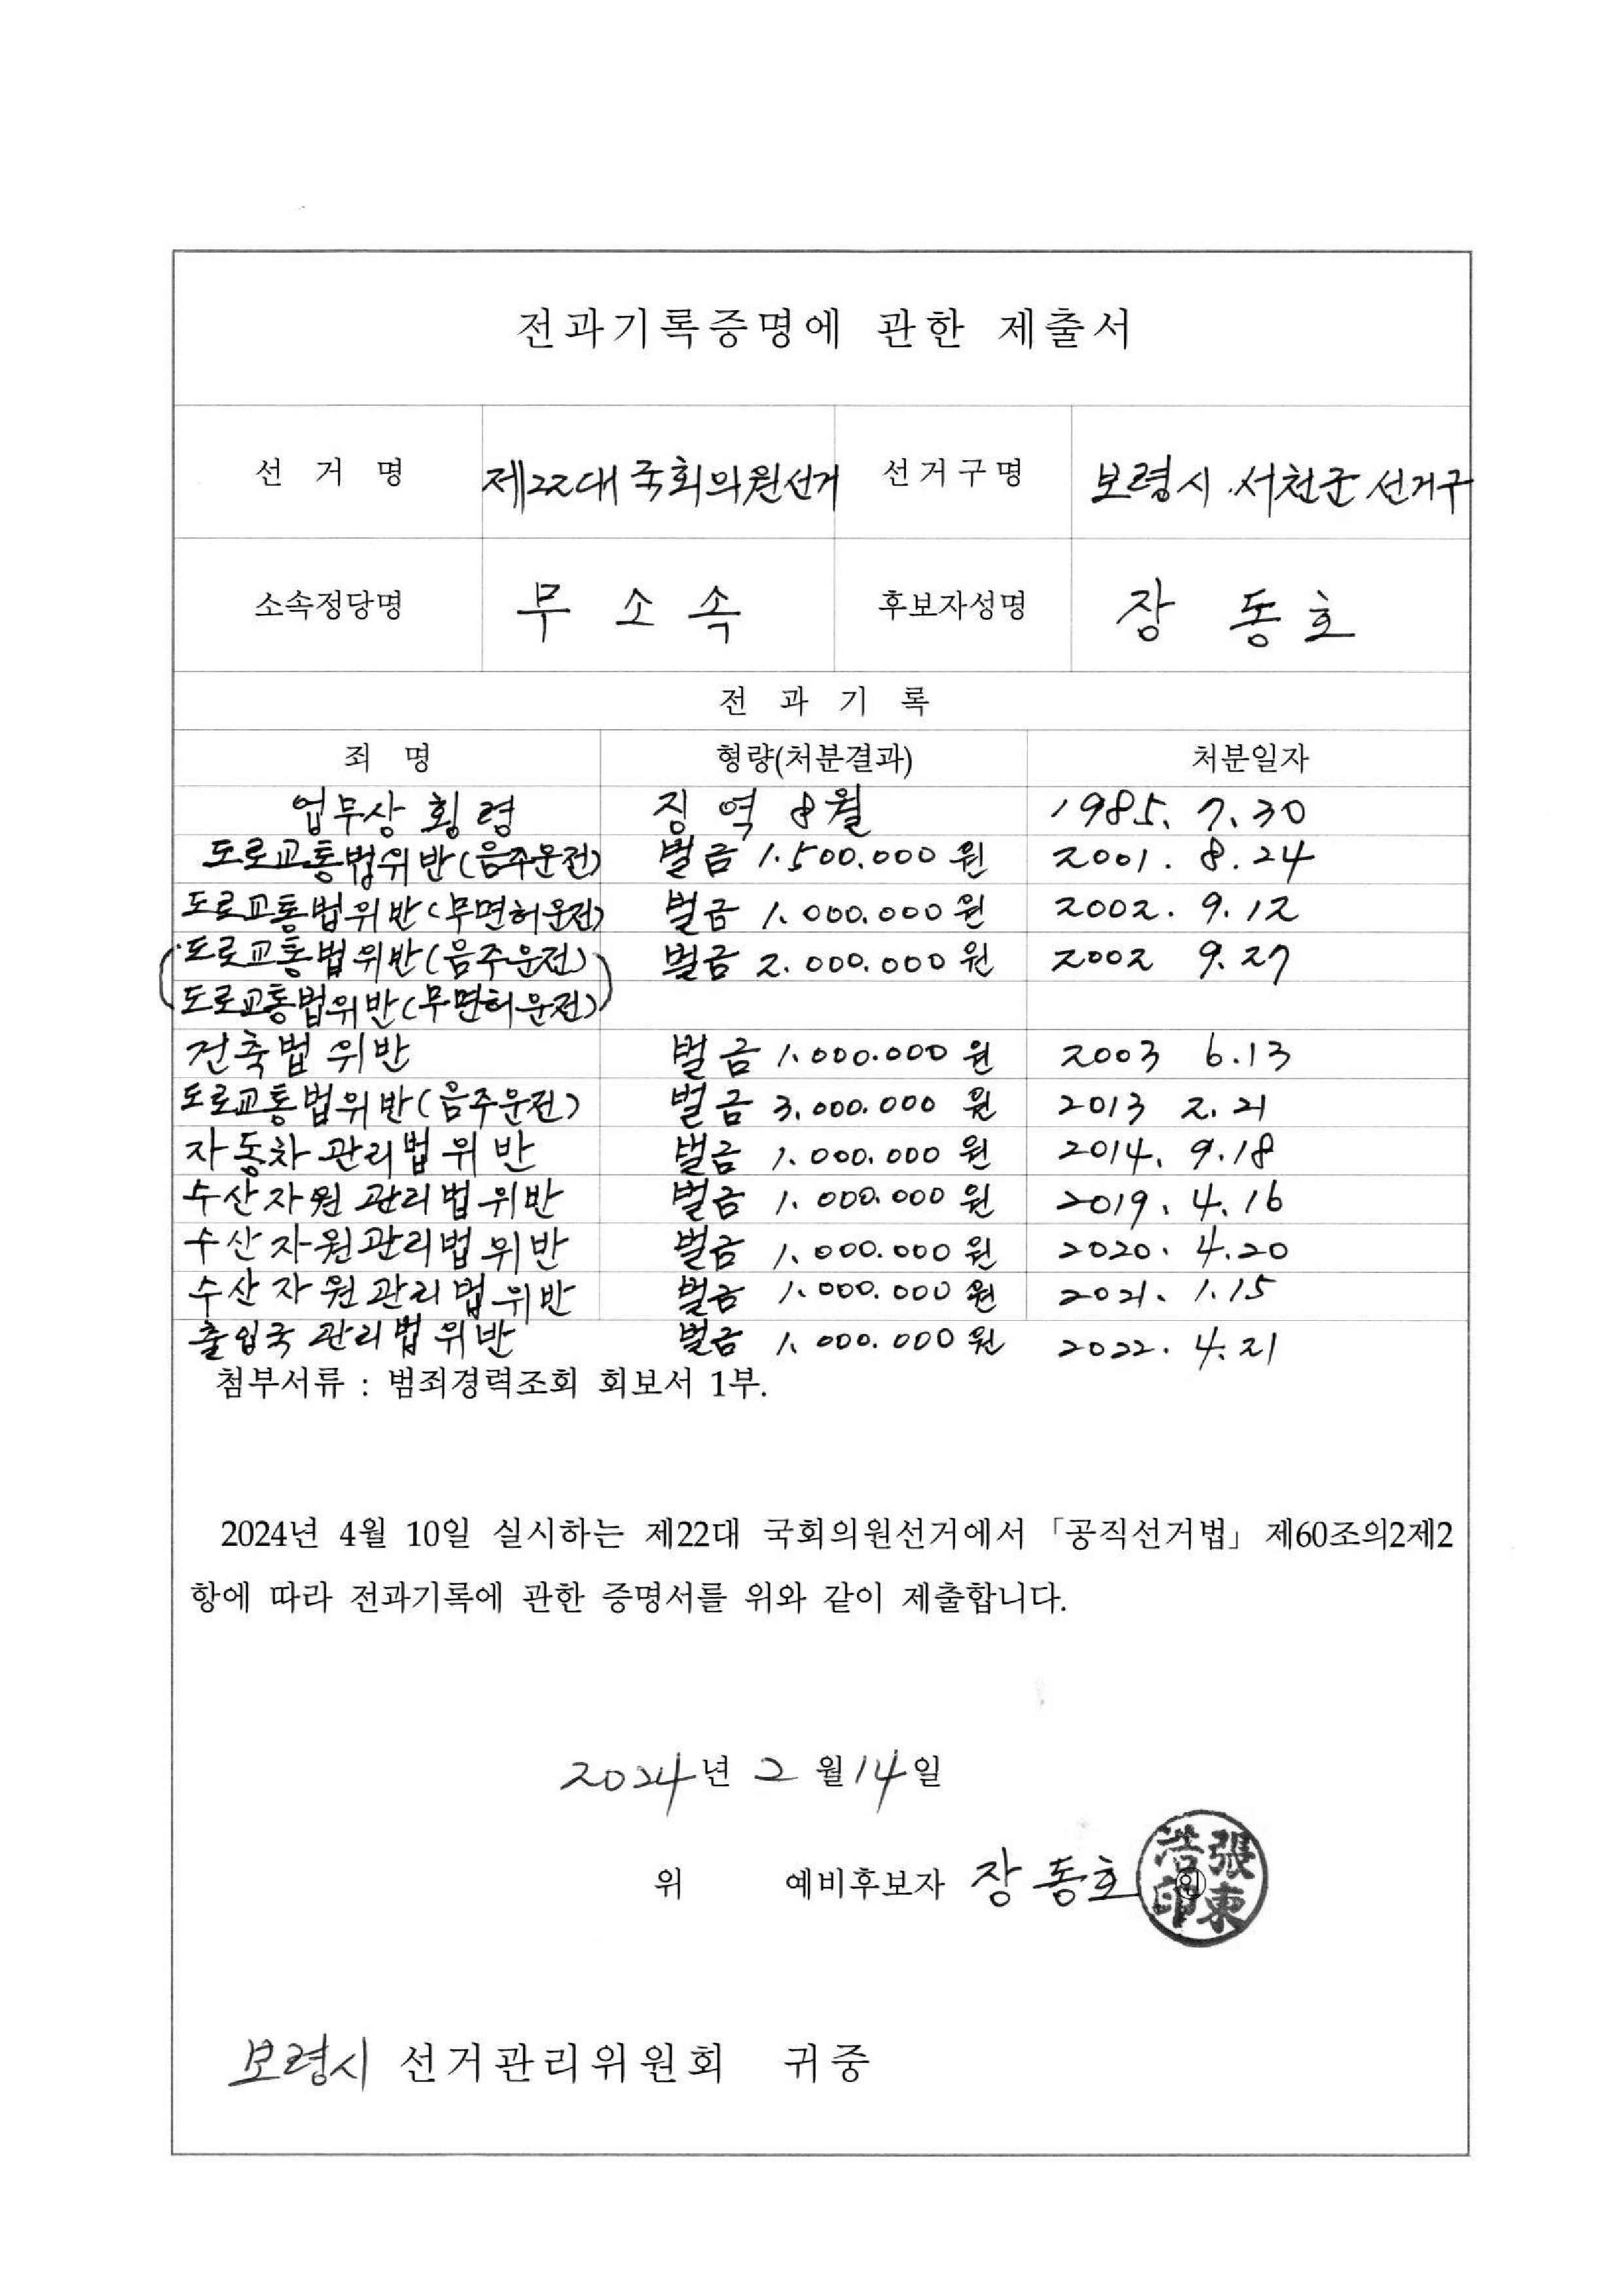 전과기록증명에 관한 제출서
선 거 명 제22대 국회의원선거 선거구명 보령시.서천군 선거구
소속정당명 무 소 속 후보자성명 장 동 호
전 과 기 록
죄 명 형량(처분결과) 처분일자
업무상 횡령 징역 8월 1985. 7. 30
도로교통법위반(음주운전) 벌금 1.500.000원 2001. 8. 24
도로교통법위반(무면허운전) 벌금 1.000.000원 2002. 9. 12
(도로교통법위반(음주운전) 벌금 2.000.000원 2002 9. 27
도로교통법위반(무면허운전))
건축법 위반 벌금 1.000.000원 2003 6.13
도로교통법위반(음주운전) 벌금 3.000.000원 2013 2. 21
자동차관리법위반 벌금 1.000.000원 2014. 9.18
수산자원관리법위반 벌금 1.000.000원 2019. 4. 16
수산자원관리법위반 벌금 1.000.000원 2020. 4.20
수산자원관리법위반 벌금 1.000.000원 2021. 1.15
출입국관리법위반 벌금 1.000.000원 2022. 4. 21
첨부서류 : 범죄경력조회 회보서 1부.
2024년 4월 10일 실시하는 제22대 국회의원선거에서 「공직선거법」 제60조의2제2
항에 따라 전과기록에 관한 증명서를 위와 같이 제출합니다.
2024년 2월 14일
위 예비후보자 장동호 ㊞
張東浩印
보령시 선거관리위원회 귀중